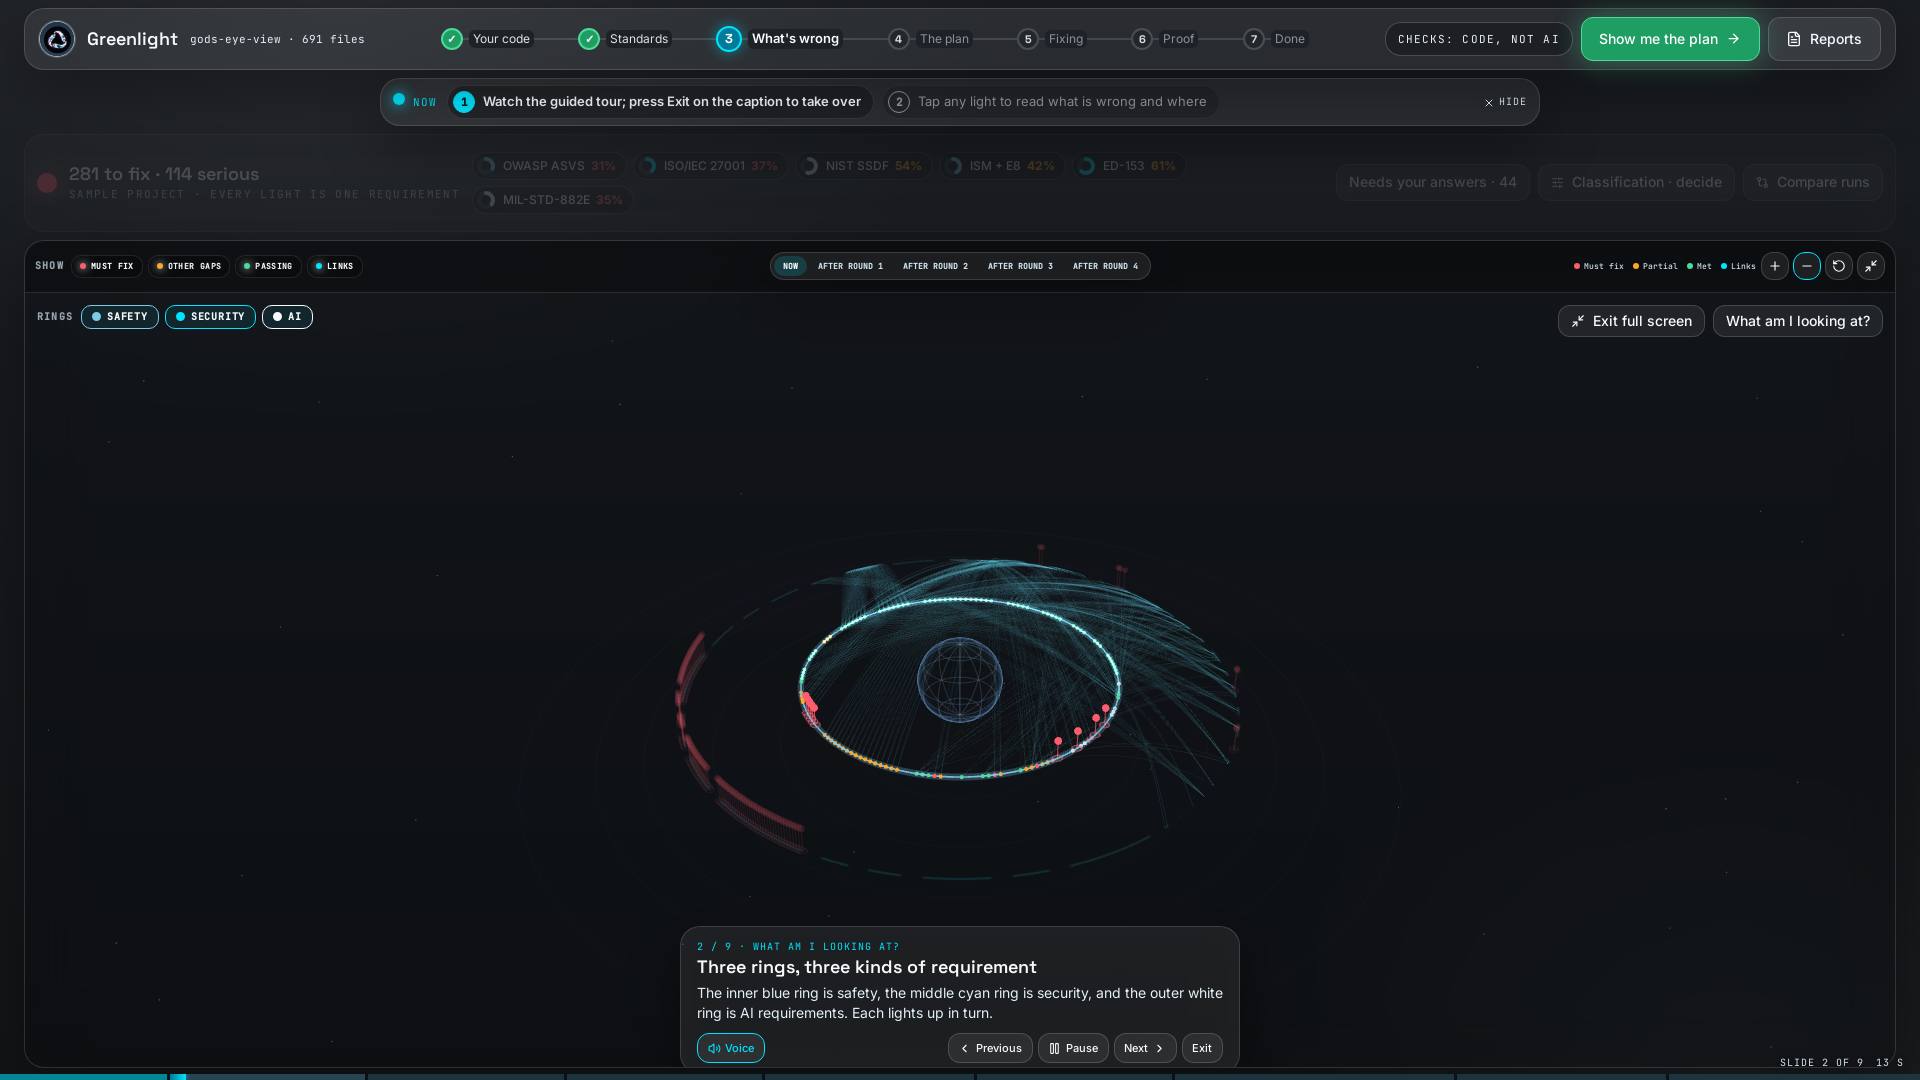 Greenlight gods-eye-view · 691 files
✓ Your code ✓ Standards 3 What's wrong 4 The plan 5 Fixing 6 Proof 7 Done
CHECKS: CODE, NOT AI
Show me the plan
Reports
NOW 1 Watch the guided tour; press Exit on the caption to take over 2 Tap any light to read what is wrong and where
HIDE
281 to fix · 114 serious
SAMPLE PROJECT · EVERY LIGHT IS ONE REQUIREMENT
OWASP ASVS 31% ISO/IEC 27001 37% NIST SSDF 54% ISM + E8 42% ED-153 61%
MIL-STD-882E 35%
Needs your answers · 44 Classification · decide Compare runs
SHOW MUST FIX OTHER GAPS PASSING LINKS
NOW AFTER ROUND 1 AFTER ROUND 2 AFTER ROUND 3 AFTER ROUND 4
Must fix Partial Met Links
RINGS SAFETY SECURITY AI
Exit full screen What am I looking at?
2 / 9 · WHAT AM I LOOKING AT?
Three rings, three kinds of requirement
The inner blue ring is safety, the middle cyan ring is security, and the outer white
ring is AI requirements. Each lights up in turn.
Voice Previous Pause Next Exit
SLIDE 2 OF 9 13 S